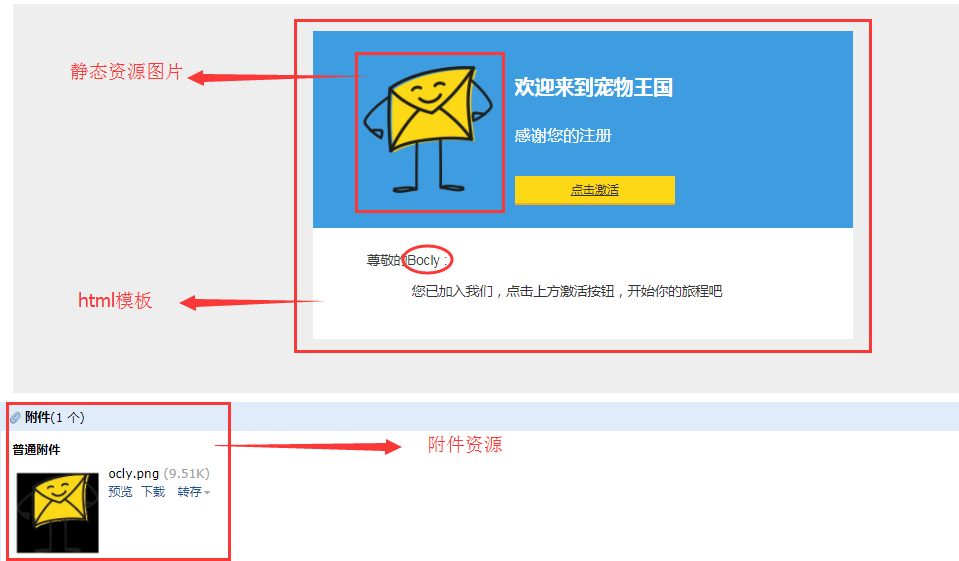 静态资源图片
欢迎来到宠物王国
感谢您的注册
点击激活
尊敬的Bocly :
html模板
您已加入我们，点击上方激活按钮，开始你的旅程吧
附件(1 个)
普通附件
附件资源
ocly.png (9.51K)
预览 下载 转存